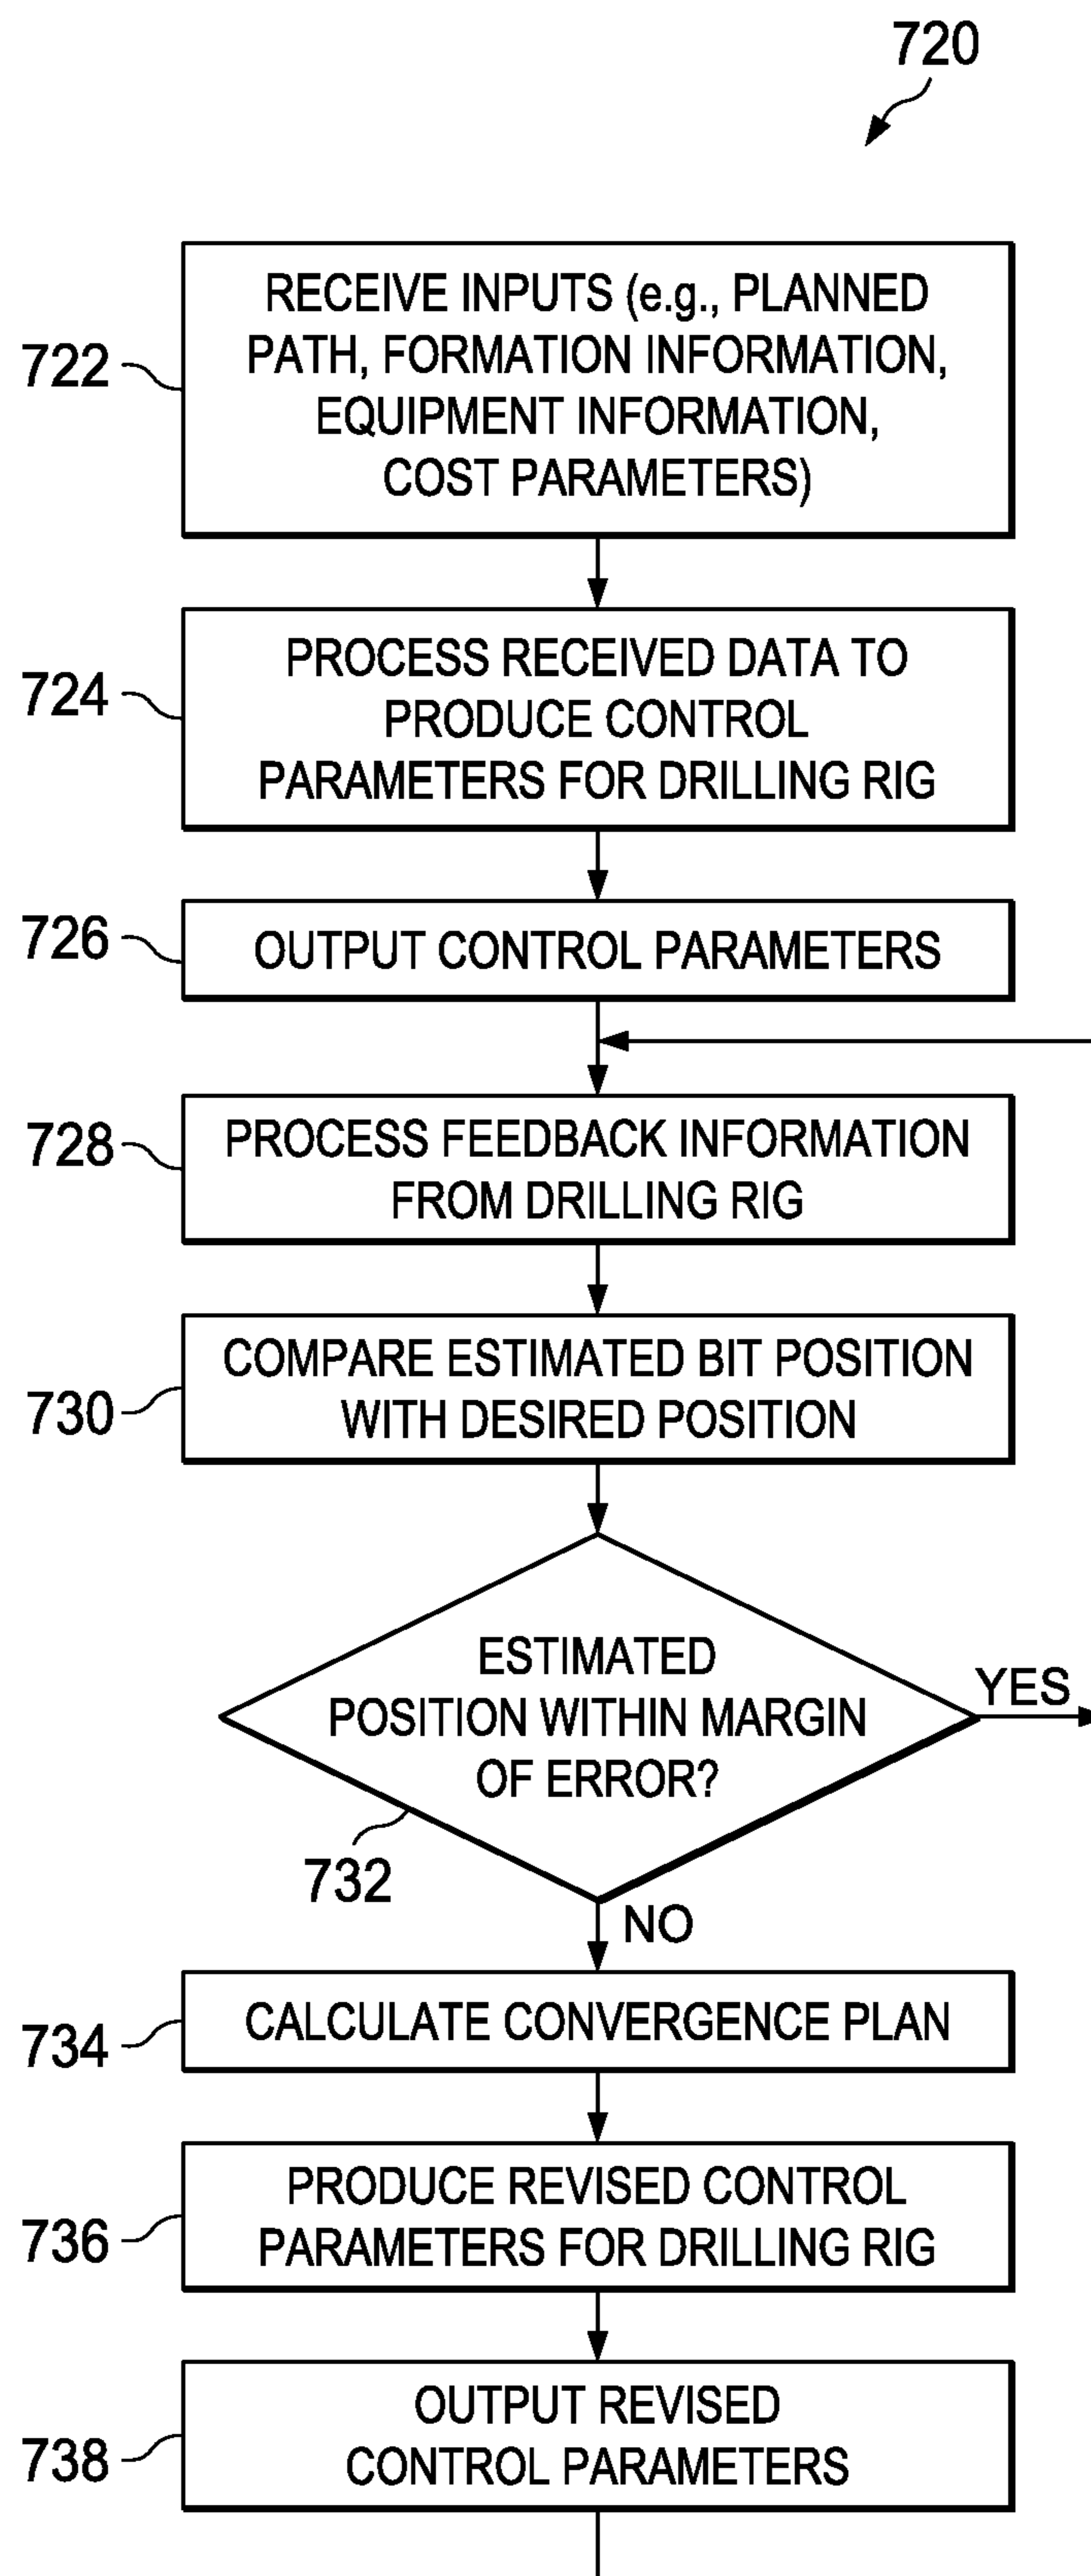 720
RECEIVE INPUTS (e.g., PLANNED
PATH, FORMATION INFORMATION,
EQUIPMENT INFORMATION,
COST PARAMETERS)
722
PROCESS RECEIVED DATA TO
PRODUCE CONTROL
PARAMETERS FOR DRILLING RIG
724
OUTPUT CONTROL PARAMETERS
726
PROCESS FEEDBACK INFORMATION
FROM DRILLING RIG
728
COMPARE ESTIMATED BIT POSITION
WITH DESIRED POSITION
730
ESTIMATED
POSITION WITHIN MARGIN
OF ERROR?
YES
732
NO
CALCULATE CONVERGENCE PLAN
734
PRODUCE REVISED CONTROL
PARAMETERS FOR DRILLING RIG
736
OUTPUT REVISED
CONTROL PARAMETERS
738